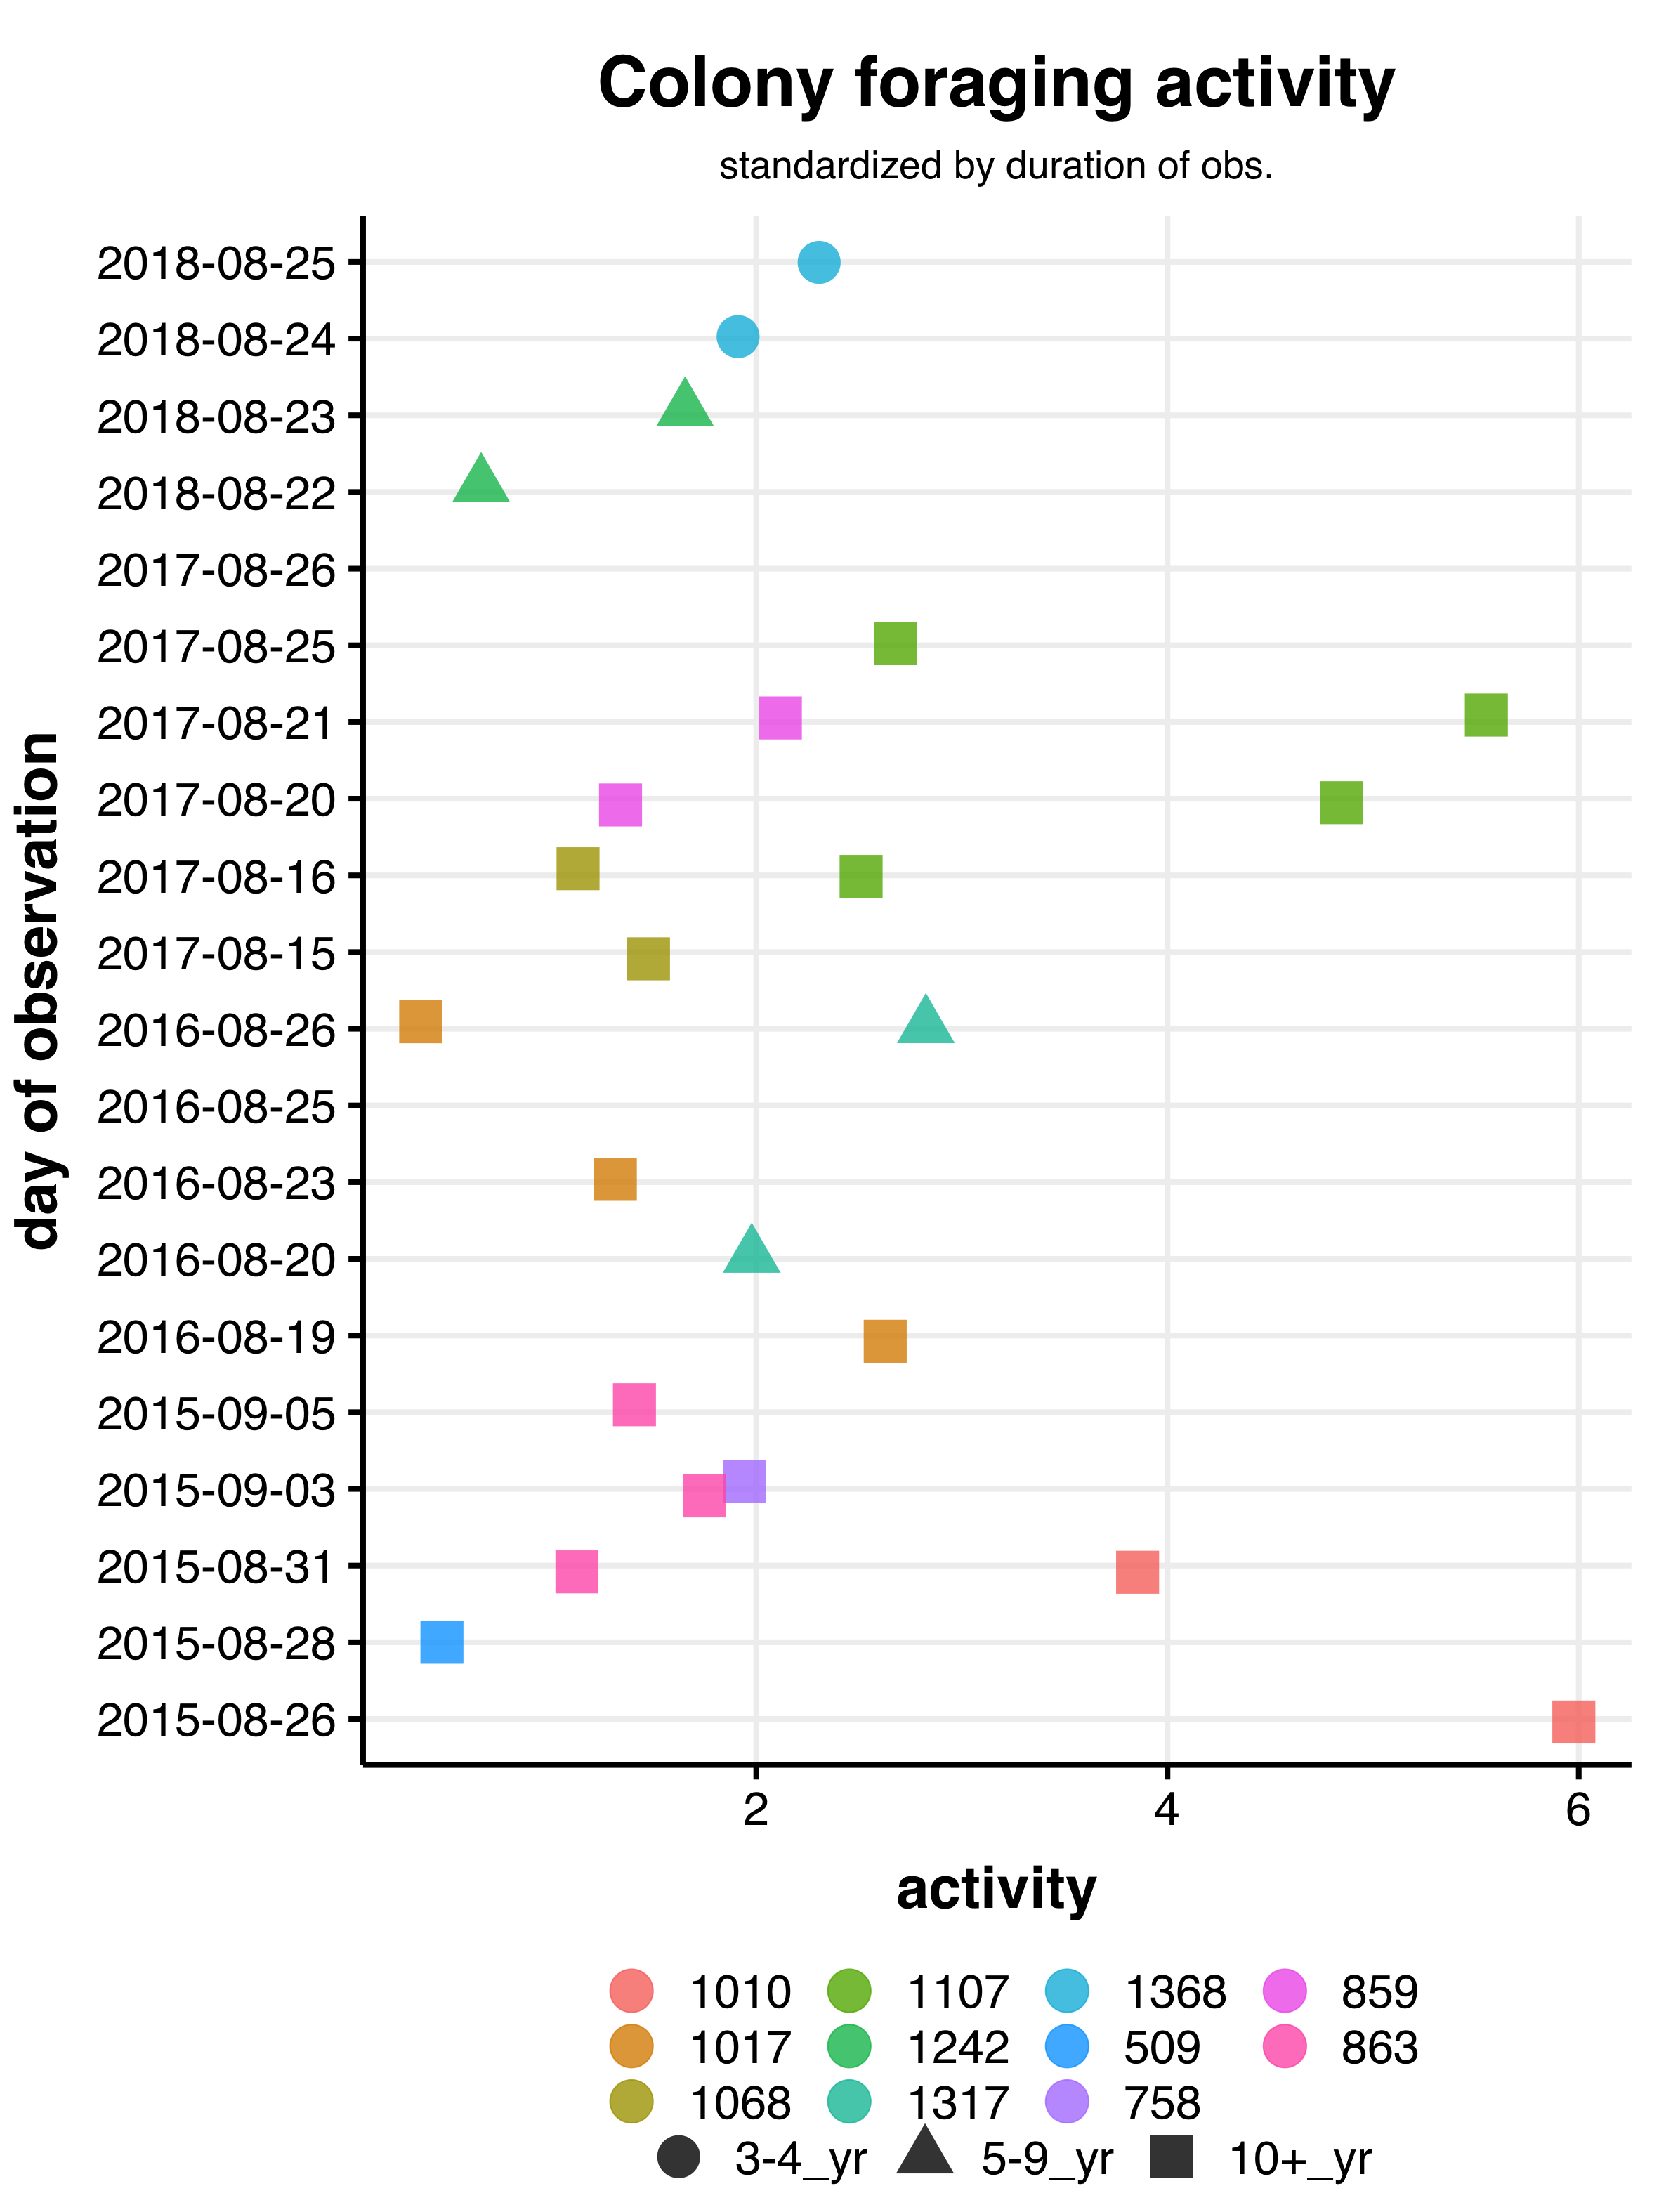 Colony foraging activity
standardized by duration of obs.
day of observation
2018-08-25
2018-08-24
2018-08-23
2018-08-22
2017-08-26
2017-08-25
2017-08-21
2017-08-20
2017-08-16
2017-08-15
2016-08-26
2016-08-25
2016-08-23
2016-08-20
2016-08-19
2015-09-05
2015-09-03
2015-08-31
2015-08-28
2015-08-26
2 4 6
activity
1010 1107 1368 859
1017 1242 509 863
1068 1317 758
3-4_yr 5-9_yr 10+_yr